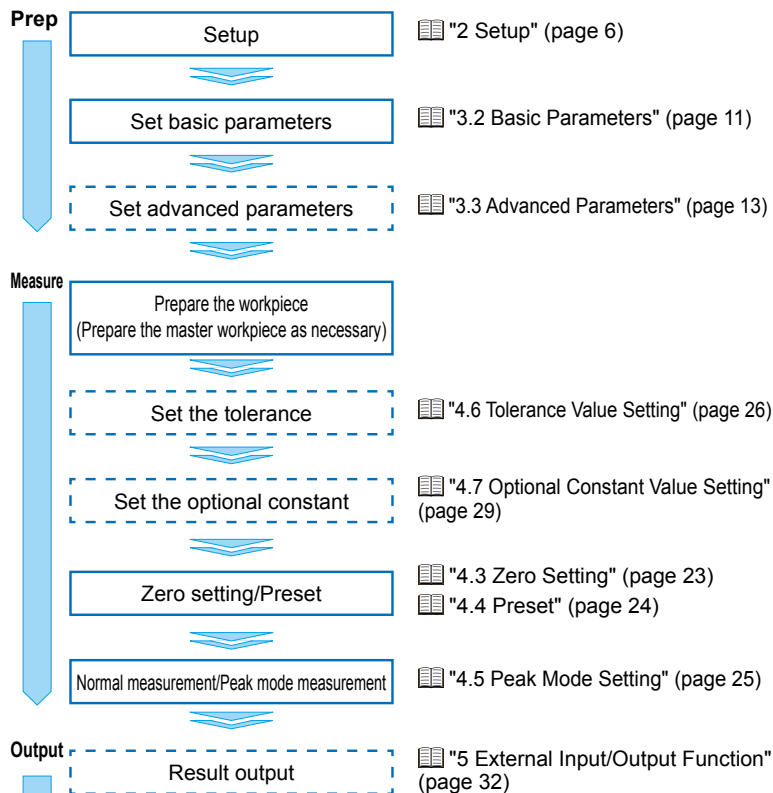 Prep
Setup
"2 Setup" (page 6)
Set basic parameters
"3.2 Basic Parameters" (page 11)
Set advanced parameters
"3.3 Advanced Parameters" (page 13)
Measure
Prepare the workpiece
(Prepare the master workpiece as necessary)
Set the tolerance
"4.6 Tolerance Value Setting" (page 26)
Set the optional constant
"4.7 Optional Constant Value Setting"
(page 29)
Zero setting/Preset
"4.3 Zero Setting" (page 23)
"4.4 Preset" (page 24)
Normal measurement/Peak mode measurement
"4.5 Peak Mode Setting" (page 25)
Output
Result output
"5 External Input/Output Function"
(page 32)